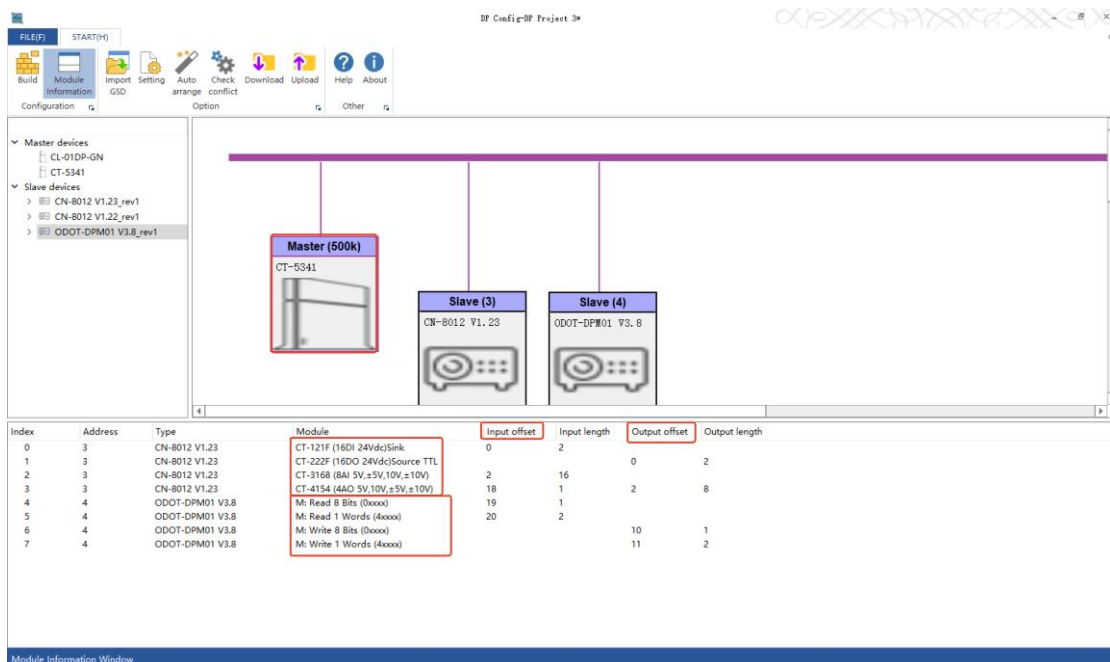 DP Config-DP Project 3*
FILE(F) START(H)
Build Module Information Import GSD Setting Auto arrange Check conflict Download Upload Help About
Configuration Option Other
Master devices
CL-01DP-GN
CT-5341
Slave devices
CN-8012 V1.23_rev1
CN-8012 V1.22_rev1
ODOT-DPM01 V3.8_rev1
Master (500k)
CT-5341
Slave (3)
CN-8012 V1.23
Slave (4)
ODOT-DPM01 V3.8
Index Address Type Module Input offset Input length Output offset Output length
0 3 CN-8012 V1.23 CT-121F (16DI 24Vdc)Sink 0 2
1 3 CN-8012 V1.23 CT-222F (16DO 24Vdc)Source TTL 0 2
2 3 CN-8012 V1.23 CT-3168 (8AI 5V,±5V,10V,±10V) 2 16
3 3 CN-8012 V1.23 CT-4154 (4AO 5V,10V,±5V,±10V) 18 1 2 8
4 4 ODOT-DPM01 V3.8 M: Read 8 Bits (0xxxx) 19 1
5 4 ODOT-DPM01 V3.8 M: Read 1 Words (4xxxx) 20 2
6 4 ODOT-DPM01 V3.8 M: Write 8 Bits (0xxxx) 10 1
7 4 ODOT-DPM01 V3.8 M: Write 1 Words (4xxxx) 11 2
Module Information Window